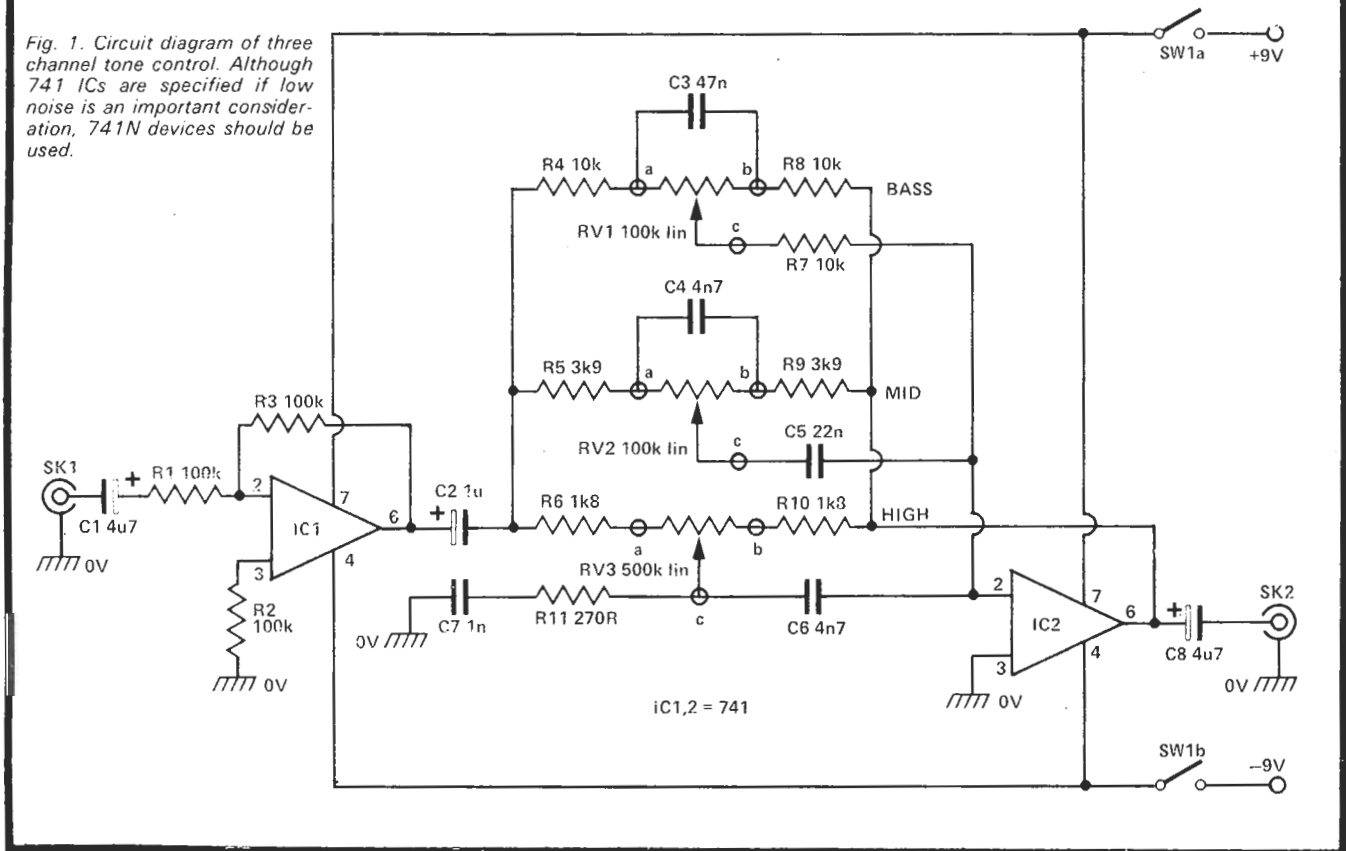 Fig. 1. Circuit diagram of three
channel tone control. Although
741 ICs are specified if low
noise is an important consider-
ation, 741N devices should be
used.
SW1a
+9V
C3 47n
R4 10k
a
b
R8 10k
BASS
RV1 100k lin
c
R7 10k
C4 4n7
R5 3k9
a
b
R9 3k9
MID
R3 100k
RV2 100k lin
c
C5 22n
SK1
+
R1 100k
C1 4u7
0V
2
7
IC1
6
3
4
R2
100k
0V
C2 1u
+
R6 1k8
a
b
R10 1k8
HIGH
RV3 500k lin
c
0V
C7 1n
R11 270R
C6 4n7
2
7
IC2
6
3
4
0V
+
C8 4u7
SK2
0V
iC1,2 = 741
SW1b
–9V